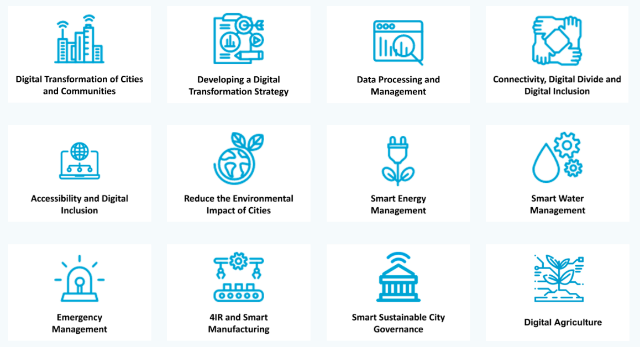 Digital Transformation of Cities
and Communities
Developing a Digital
Transformation Strategy
Data Processing and
Management
Connectivity, Digital Divide and
Digital Inclusion
Accessibility and Digital
Inclusion
Reduce the Environmental
Impact of Cities
Smart Energy
Management
Smart Water
Management
Emergency
Management
4IR and Smart
Manufacturing
Smart Sustainable City
Governance
Digital Agriculture